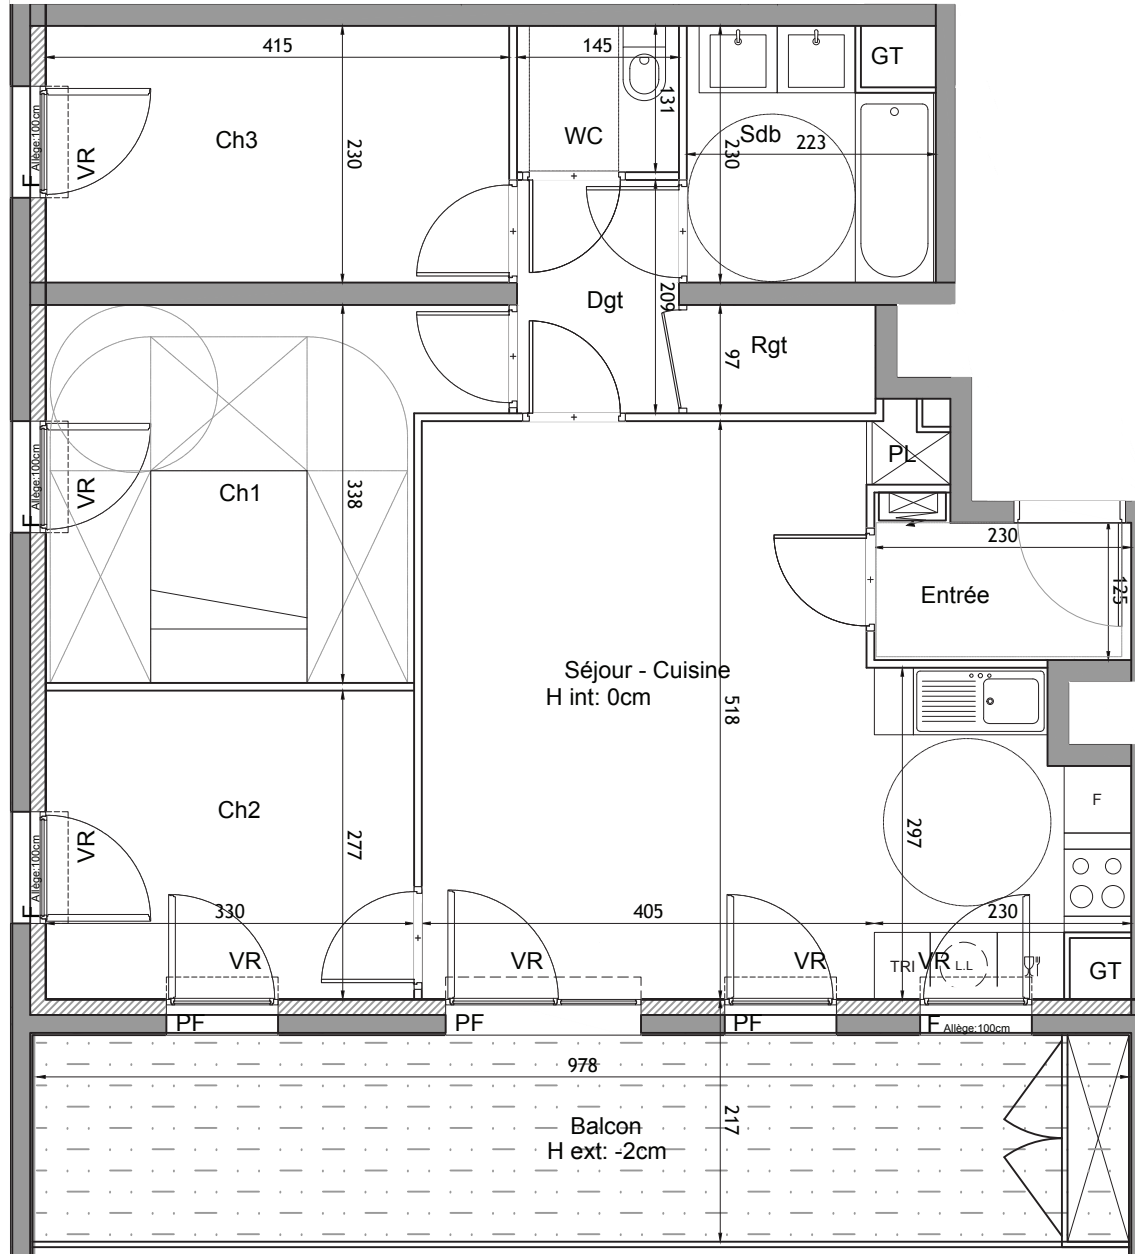 415
145
GT
Ch3
230
131
WC
Sdb
230
223
F
Allège:100cm
VR
Dgt
209
Rgt
97
PL
F
Allège:100cm
VR
Ch1
338
230
Entrée
125
Séjour - Cuisine
H int: 0cm
518
Ch2
277
297
F
F
Allège:100cm
VR
330
405
230
VR
VR
VR
TRI
VR
L.L
GT
PF
PF
PF
F
Allège:100cm
978
Balcon
H ext: -2cm
217